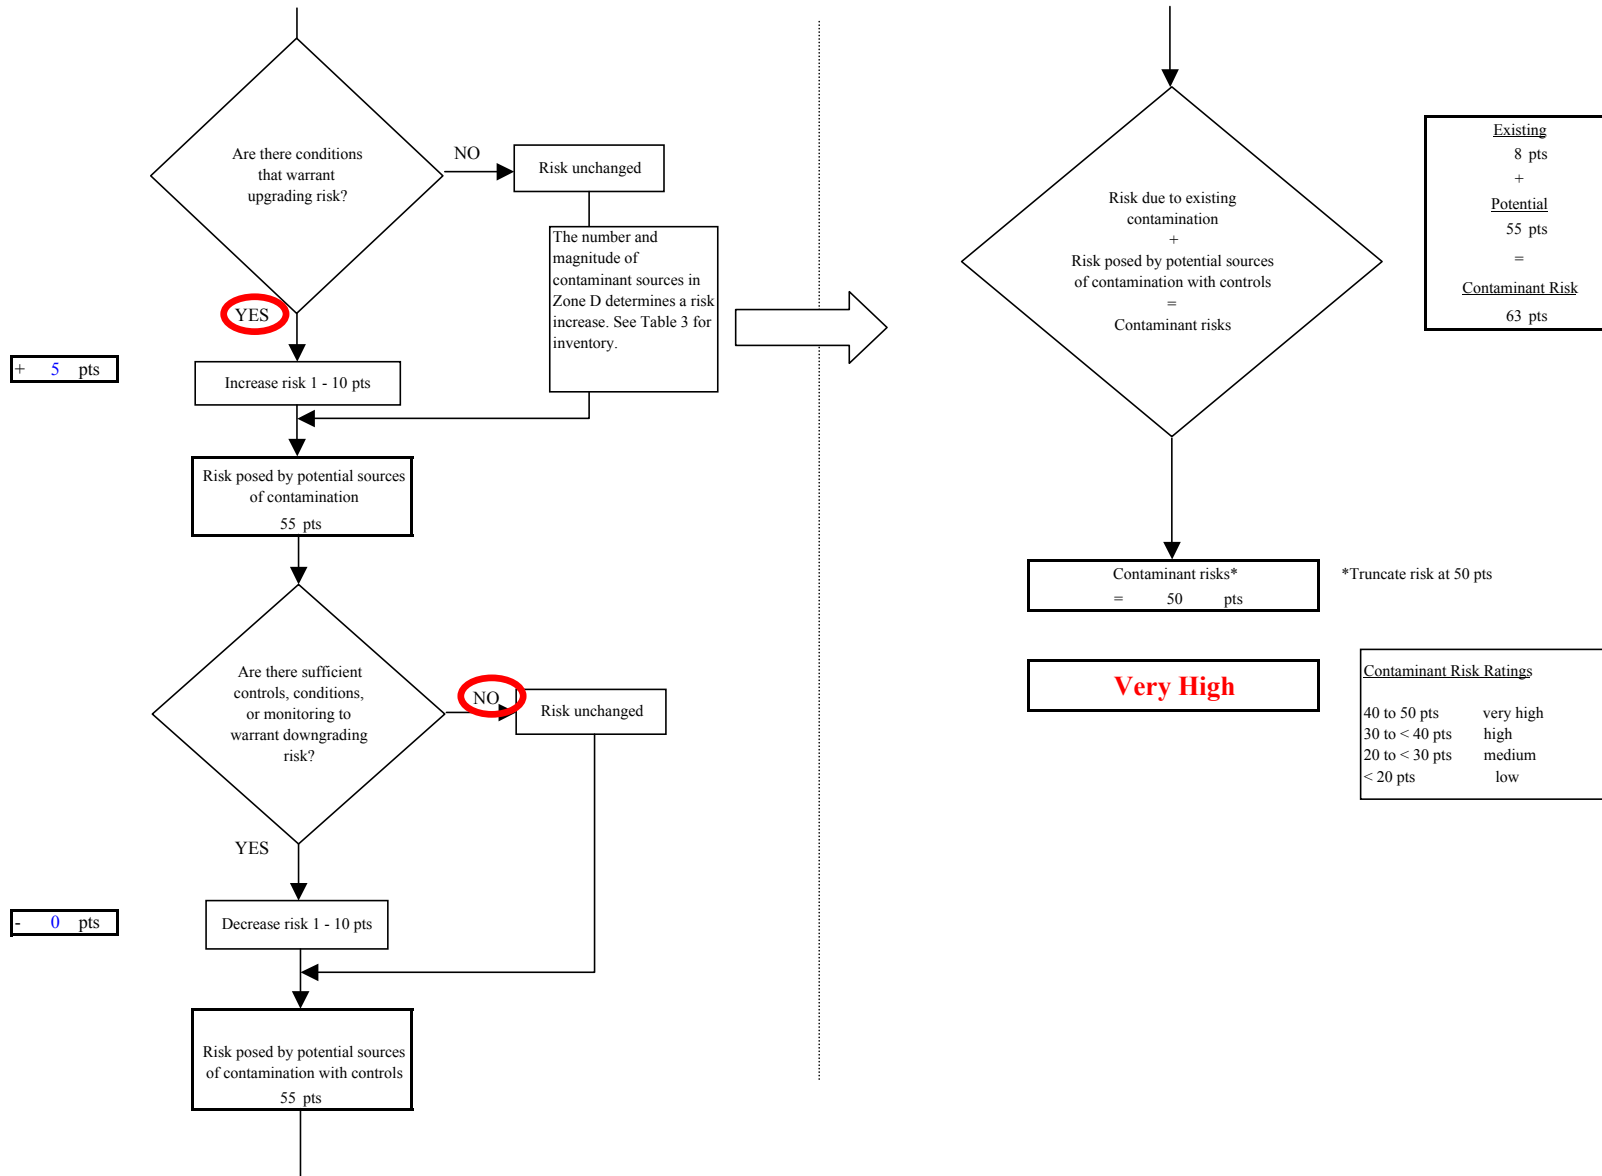 Are there conditions
that warrant
upgrading risk?
NO
Risk unchanged
The number and
magnitude of
contaminant sources in
Zone D determines a risk
increase. See Table 3 for
inventory.
YES
+ 5 pts
Increase risk 1 - 10 pts
Risk posed by potential sources
of contamination
55 pts
Are there sufficient
controls, conditions,
or monitoring to
warrant downgrading
risk?
NO
Risk unchanged
YES
- 0 pts
Decrease risk 1 - 10 pts
Risk posed by potential sources
of contamination with controls
55 pts
Risk due to existing
contamination
+
Risk posed by potential sources
of contamination with controls
=
Contaminant risks
Existing
8 pts
+
Potential
55 pts
=
Contaminant Risk
63 pts
Contaminant risks*
= 50 pts
*Truncate risk at 50 pts
Very High
Contaminant Risk Ratings
40 to 50 pts very high
30 to < 40 pts high
20 to < 30 pts medium
< 20 pts low